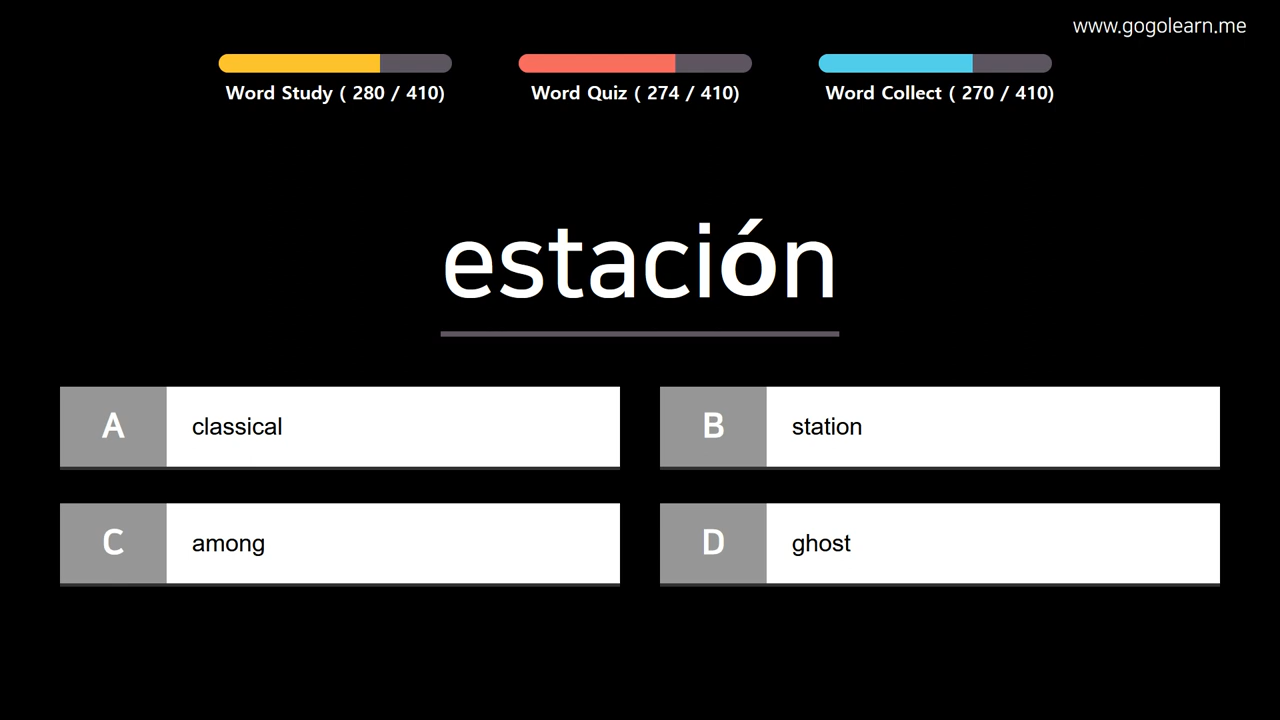 www.gogolearn.me
Word Study ( 280 / 410)
Word Quiz ( 274 / 410)
Word Collect ( 270 / 410)
estación
A classical
B station
C among
D ghost